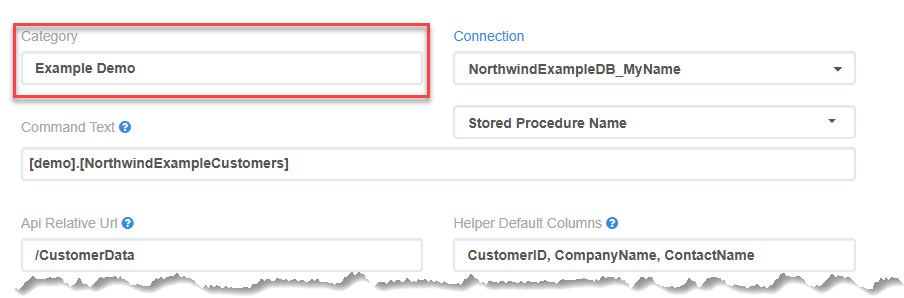 Category
Connection
Example Demo
NorthwindExampleDB_MyName
Command Text ?
Stored Procedure Name
[demo].[NorthwindExampleCustomers]
Api Relative Url ?
Helper Default Columns ?
/CustomerData
CustomerID, CompanyName, ContactName